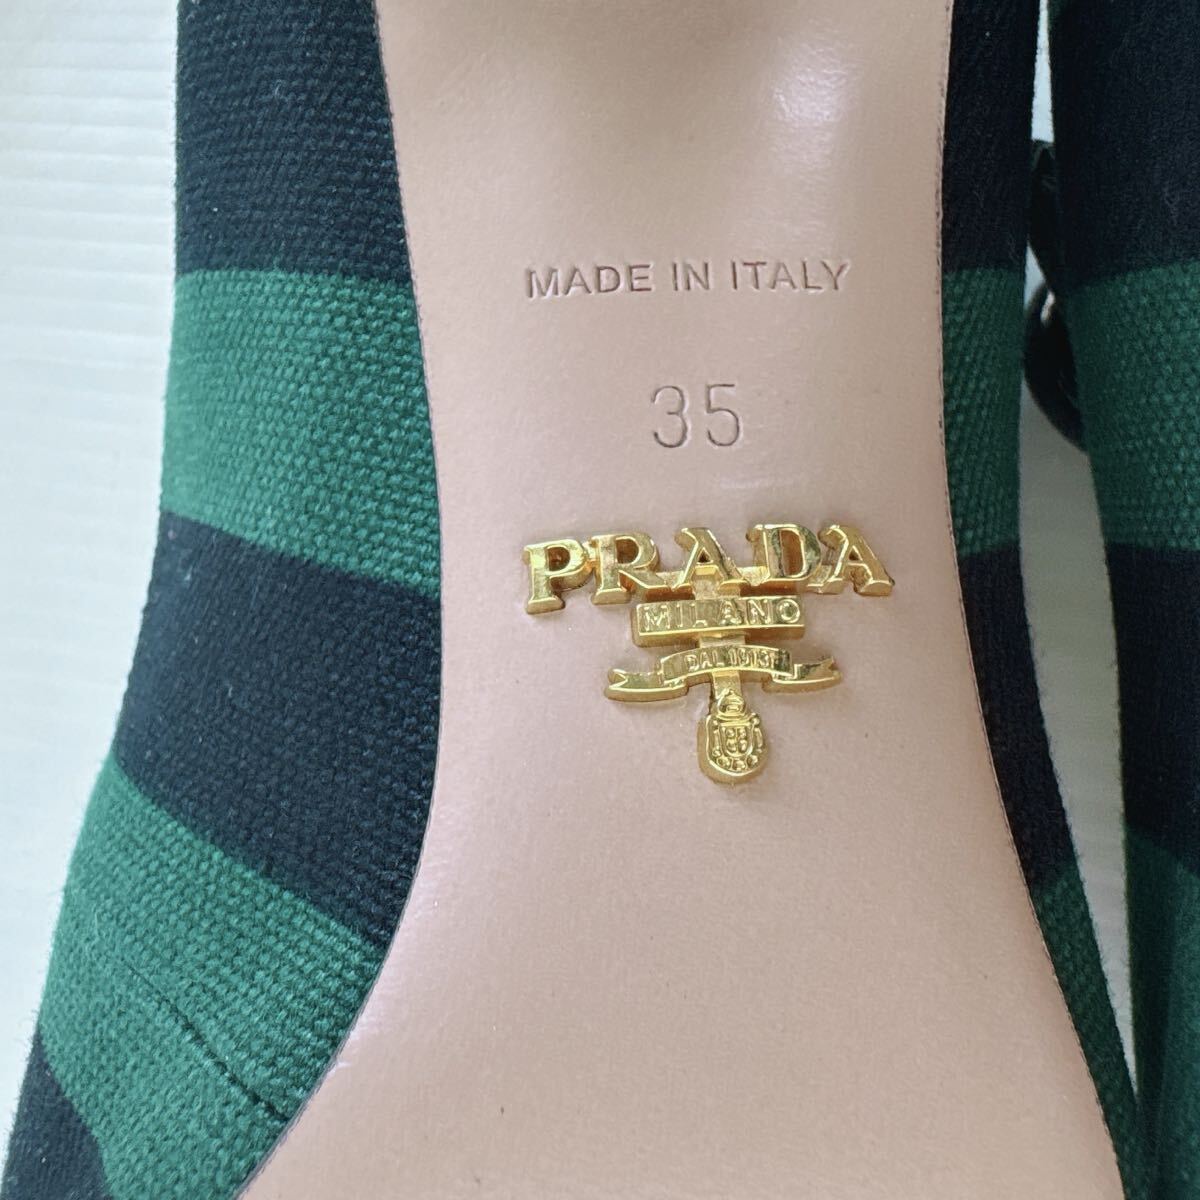 MADE IN ITALY
35
PRADA
MILANO
DAL 1913